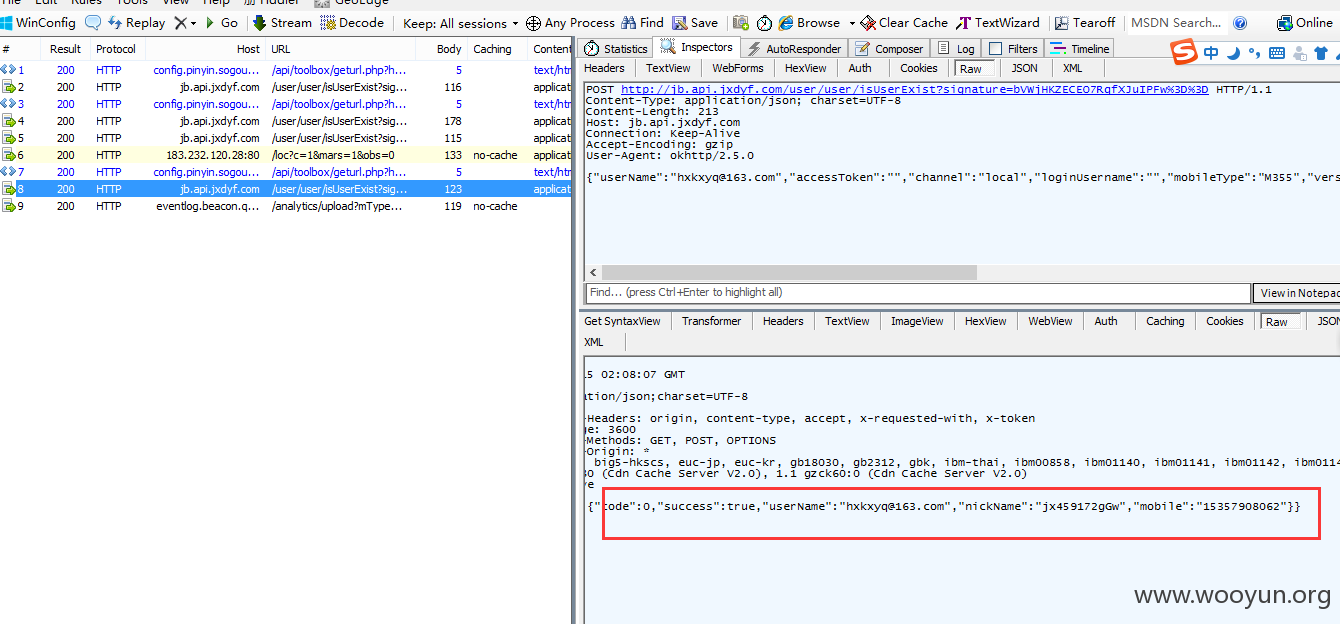 File Edit Rules Tools View Help Fiddler GeoEdge
WinConfig Replay Go Stream Decode Keep: All sessions Any Process Find Save Browse Clear Cache TextWizard Tearoff MSDN Search... Online
# Result Protocol Host URL Body Caching Content
1 200 HTTP config.pinyin.sogou... /api/toolbox/geturl.php?h... 5 text/htm
2 200 HTTP jb.api.jxdyf.com /user/user/isUserExist?sig... 116 applicat
3 200 HTTP config.pinyin.sogou... /api/toolbox/geturl.php?h... 5 text/htm
4 200 HTTP jb.api.jxdyf.com /user/user/isUserExist?sig... 178 applicat
5 200 HTTP jb.api.jxdyf.com /user/user/isUserExist?sig... 115 applicat
6 200 HTTP 183.232.120.28:80 /loc?c=1&mars=1&obs=0 133 no-cache applicat
7 200 HTTP config.pinyin.sogou... /api/toolbox/geturl.php?h... 5 text/htm
8 200 HTTP jb.api.jxdyf.com /user/user/isUserExist?sig... 123 applicat
9 200 HTTP eventlog.beacon.q... /analytics/upload?mType... 119 no-cache
Statistics Inspectors AutoResponder Composer Log Filters Timeline
S 中
Headers TextView WebForms HexView Auth Cookies Raw JSON XML
POST http://jb.api.jxdyf.com/user/user/isUserExist?signature=bVWjHKZECEO7RqfXJuIPFw%3D%3D HTTP/1.1
Content-Type: application/json; charset=UTF-8
Content-Length: 213
Host: jb.api.jxdyf.com
Connection: Keep-Alive
Accept-Encoding: gzip
User-Agent: okhttp/2.5.0
{"userName":"hxkxyq@163.com","accessToken":"","channel":"local","loginUsername":"","mobileType":"M355","vers
Find... (press Ctrl+Enter to highlight all) View in Notepad
Get SyntaxView Transformer Headers TextView ImageView HexView WebView Auth Caching Cookies Raw JSON
XML
15 02:08:07 GMT
ation/json;charset=UTF-8
-Headers: origin, content-type, accept, x-requested-with, x-token
ge: 3600
-Methods: GET, POST, OPTIONS
-Origin: *
big5-hkscs, euc-jp, euc-kr, gb18030, gb2312, gbk, ibm-thai, ibm00858, ibm01140, ibm01141, ibm01142, ibm0114
80 (Cdn Cache Server V2.0), 1.1 gzck60:0 (Cdn Cache Server V2.0)
ve
{"code":0,"success":true,"userName":"hxkxyq@163.com","nickName":"jx459172gGw","mobile":"15357908062"}}
www.wooyun.org